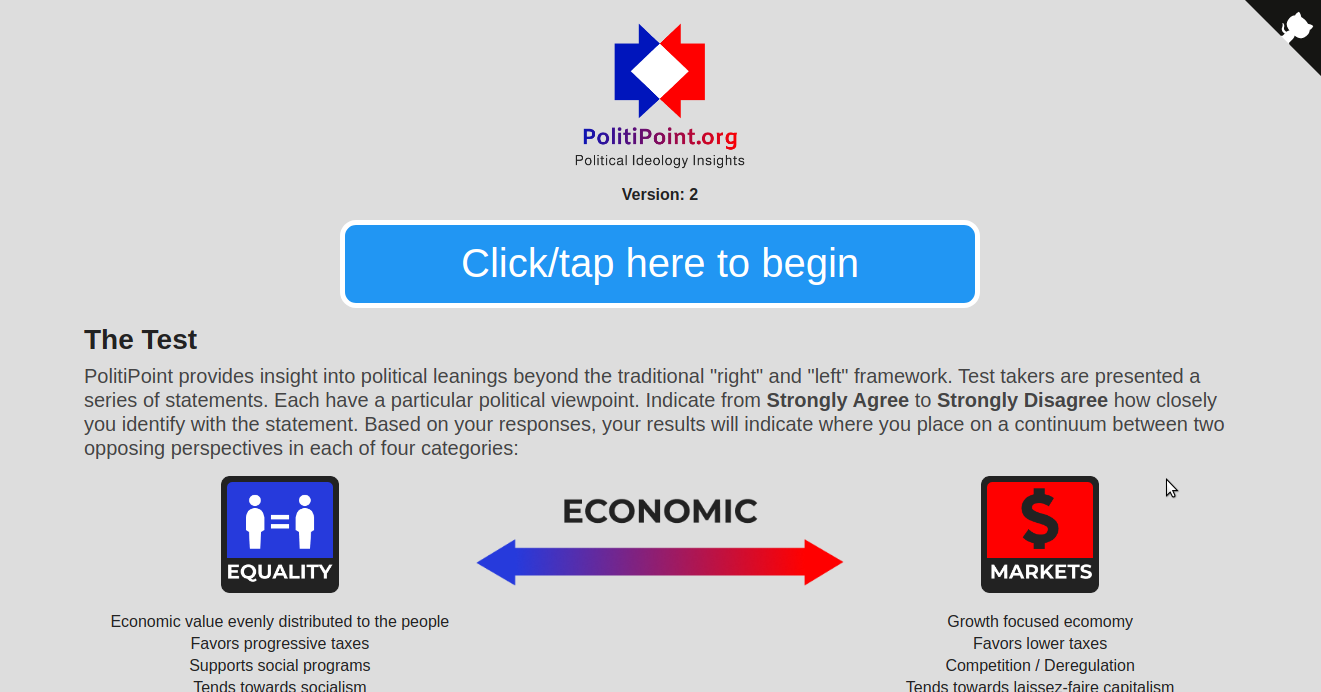 PolitiPoint.org
Political Ideology Insights
Version: 2
Click/tap here to begin
The Test
PolitiPoint provides insight into political leanings beyond the traditional "right" and "left" framework. Test takers are presented a
series of statements. Each have a particular political viewpoint. Indicate from Strongly Agree to Strongly Disagree how closely
you identify with the statement. Based on your responses, your results will indicate where you place on a continuum between two
opposing perspectives in each of four categories:
EQUALITY
ECONOMIC
$
MARKETS
Economic value evenly distributed to the people
Favors progressive taxes
Supports social programs
Tends towards socialism
Growth focused ecomomy
Favors lower taxes
Competition / Deregulation
Tends towards laissez-faire capitalism